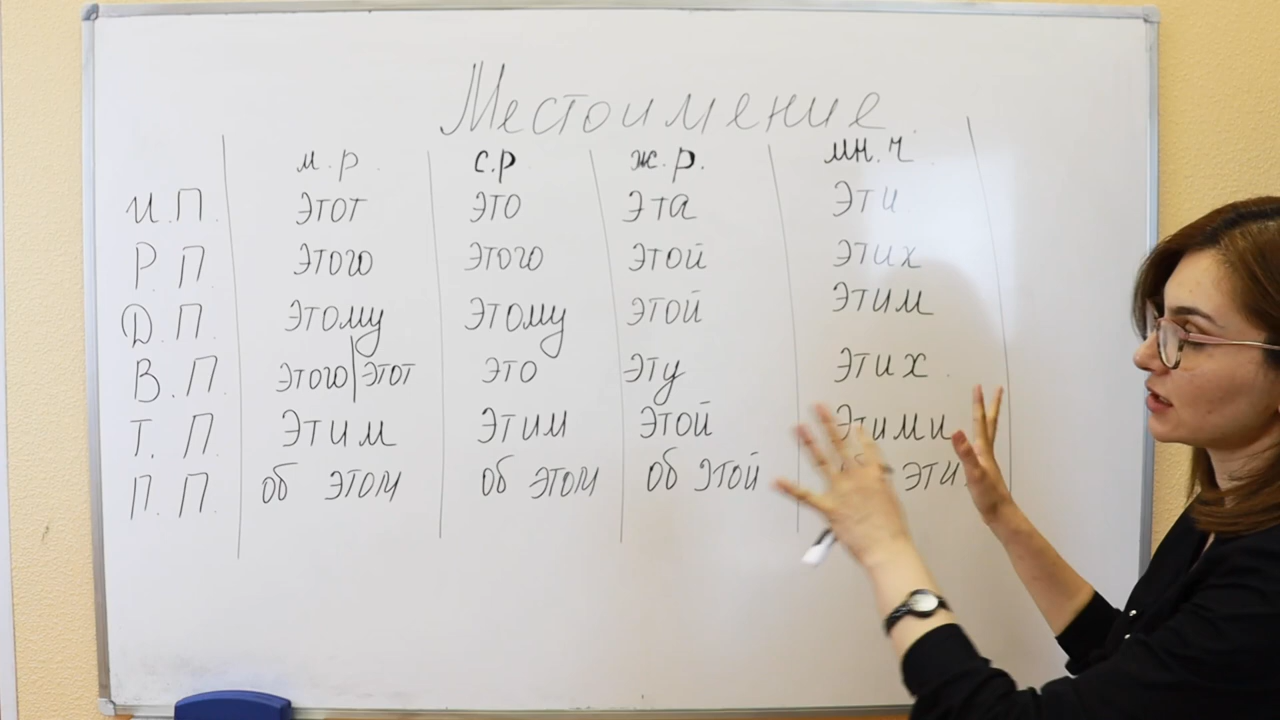 Местоимение.
м.р. с.р ж.р. мн.ч.
И.П. этот это эта эти
Р.П этого этого этой этих
Д.П. этому этому этой этим
В.П. этого|этот это эту этих.
Т.П этим этим этой этими
П.П об этом об этом об этой